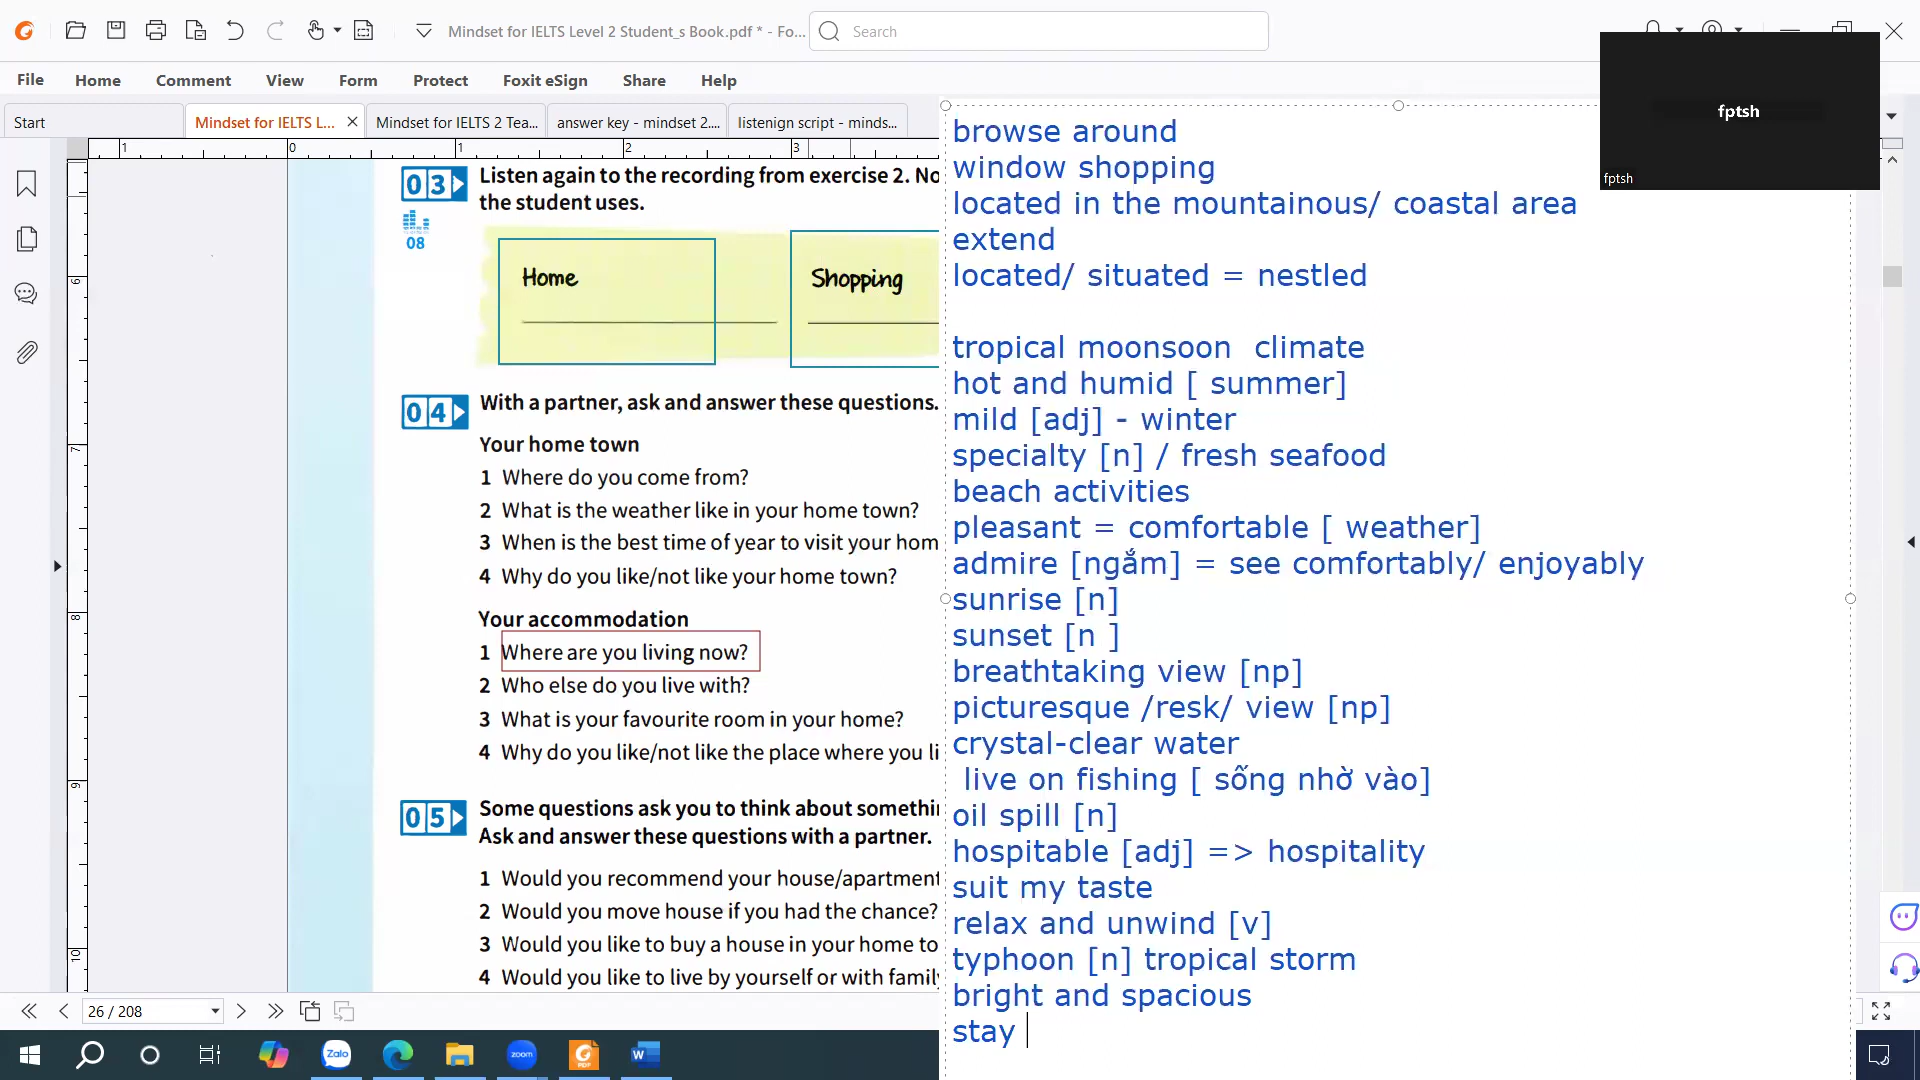 Mindset for IELTS Level 2 Student_s Book.pdf * - Fo...
Search
File
Home
Comment
View
Form
Protect
Foxit eSign
Share
Help
Start
Mindset for IELTS L...
Mindset for IELTS 2 Tea...
answer key - mindset 2....
listenign script - minds...
fptsh
fptsh
1
0
1
2
3
6
7
8
9
10
03
Listen again to the recording from exercise 2. No
the student uses.
08
Home
Shopping
04
With a partner, ask and answer these questions.
Your home town
1 Where do you come from?
2 What is the weather like in your home town?
3 When is the best time of year to visit your hom
4 Why do you like/not like your home town?
Your accommodation
1 Where are you living now?
2 Who else do you live with?
3 What is your favourite room in your home?
4 Why do you like/not like the place where you li
05
Some questions ask you to think about somethi
Ask and answer these questions with a partner.
1 Would you recommend your house/apartment
2 Would you move house if you had the chance?
3 Would you like to buy a house in your home to
4 Would you like to live by yourself or with family
browse around
window shopping
located in the mountainous/ coastal area
extend
located/ situated = nestled
tropical moonsoon climate
hot and humid [ summer]
mild [adj] - winter
specialty [n] / fresh seafood
beach activities
pleasant = comfortable [ weather]
admire [ngắm] = see comfortably/ enjoyably
sunrise [n]
sunset [n ]
breathtaking view [np]
picturesque /resk/ view [np]
crystal-clear water
live on fishing [ sống nhờ vào]
oil spill [n]
hospitable [adj] => hospitality
suit my taste
relax and unwind [v]
typhoon [n] tropical storm
bright and spacious
stay
26 / 208
Zalo
zoom
PDF
W